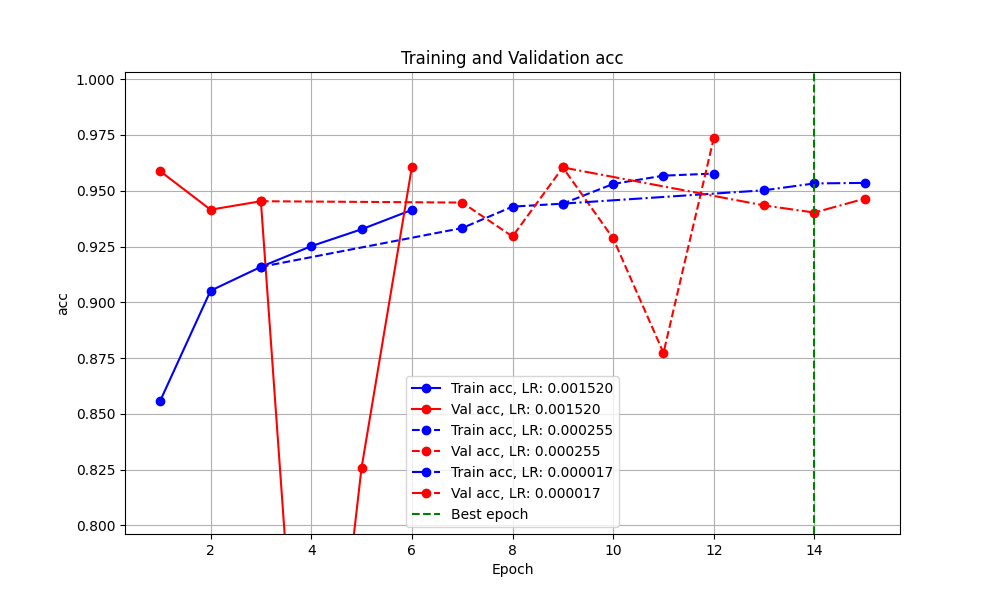 Training and Validation acc
1.000
0.975
0.950
0.925
0.900
0.875
0.850
0.825
0.800
acc
Train acc, LR: 0.001520
Val acc, LR: 0.001520
Train acc, LR: 0.000255
Val acc, LR: 0.000255
Train acc, LR: 0.000017
Val acc, LR: 0.000017
Best epoch
2 4 6 8 10 12 14
Epoch